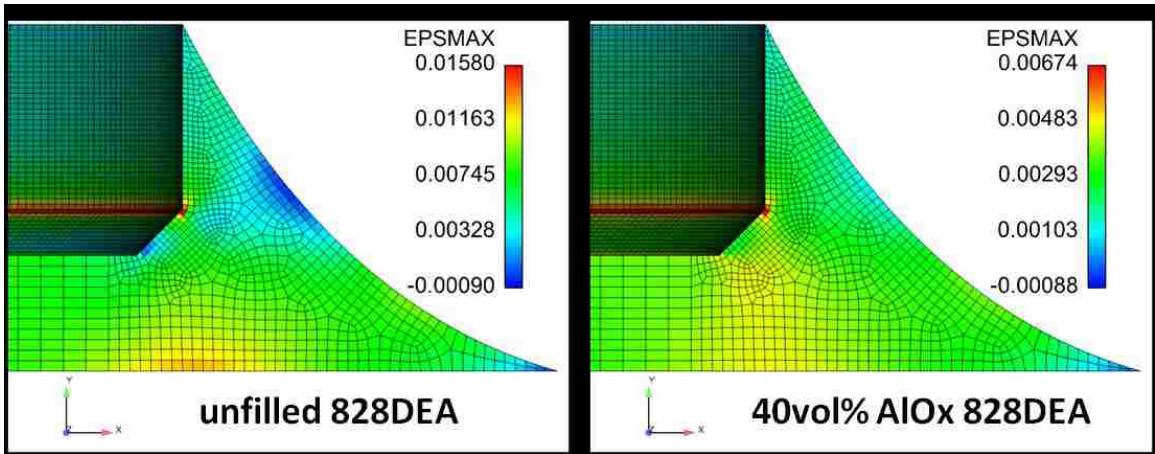 EPSMAX
0.01580
0.01163
0.00745
0.00328
-0.00090
Y
Z
X
unfilled 828DEA
EPSMAX
0.00674
0.00483
0.00293
0.00103
-0.00088
Y
Z
X
40vol% AlOx 828DEA